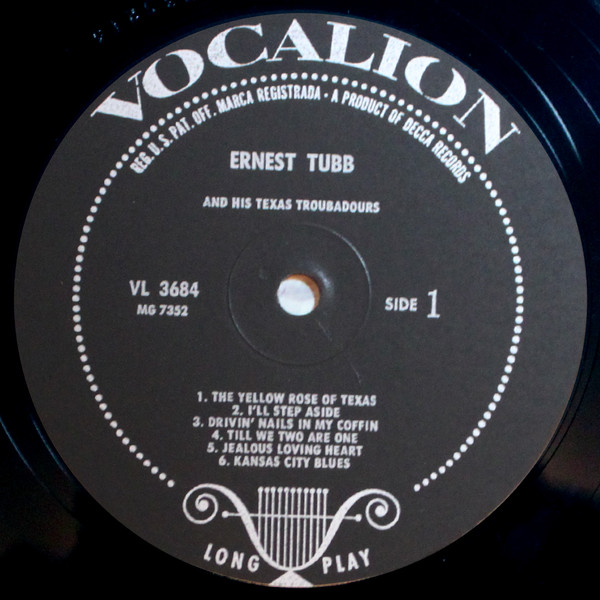 VOCALION
REG. U. S. PAT. OFF. MARCA REGISTRADA • A PRODUCT OF DECCA RECORDS
ERNEST TUBB
AND HIS TEXAS TROUBADOURS
VL 3684
MG 7352
SIDE 1
1. THE YELLOW ROSE OF TEXAS
2. I'LL STEP ASIDE
3. DRIVIN' NAILS IN MY COFFIN
4. TILL WE TWO ARE ONE
5. JEALOUS LOVING HEART
6. KANSAS CITY BLUES
LONG PLAY